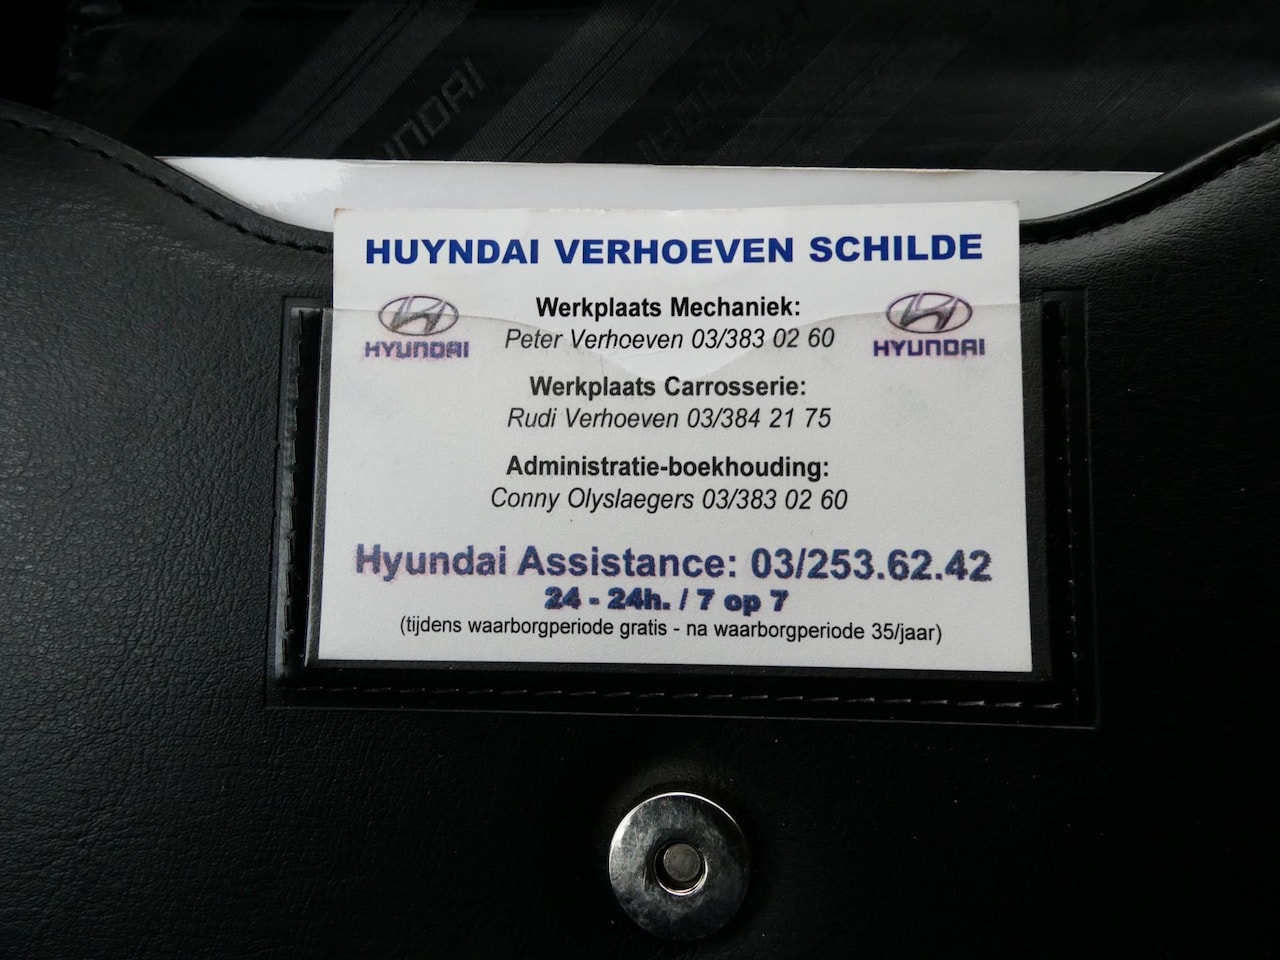 HYUNDAI
HYUNDAI
HUYNDAI VERHOEVEN SCHILDE
HYUNDAI
Werkplaats Mechaniek:
Peter Verhoeven 03/383 02 60
HYUNDAI
Werkplaats Carrosserie:
Rudi Verhoeven 03/384 21 75
Administratie-boekhouding:
Conny Olyslaegers 03/383 02 60
Hyundai Assistance: 03/253.62.42
24 - 24h. / 7 op 7
(tijdens waarborgperiode gratis - na waarborgperiode 35/jaar)